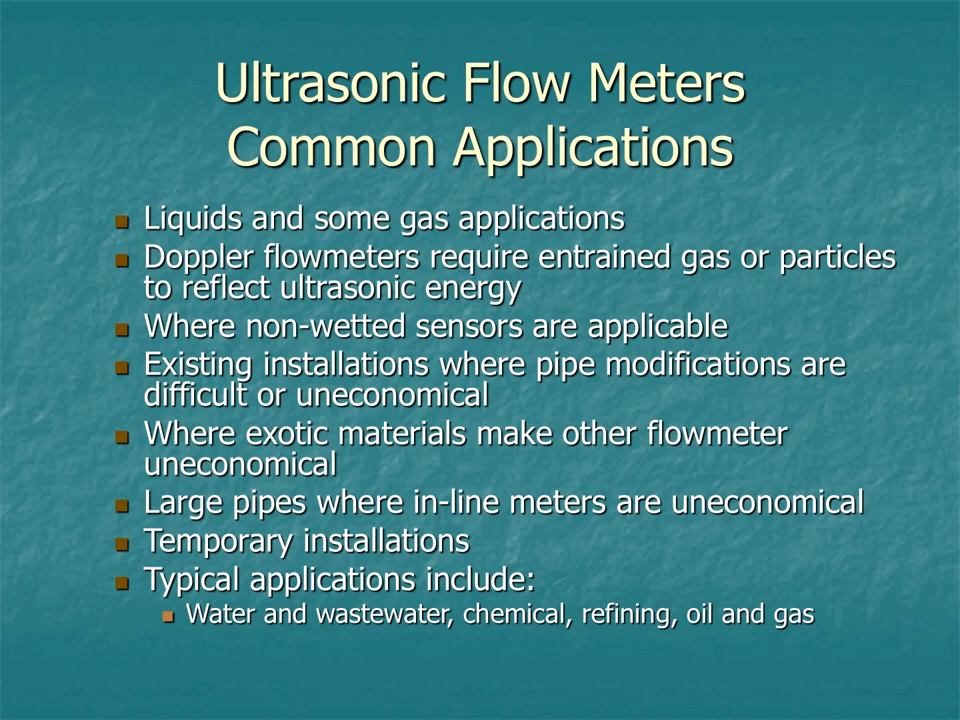 Ultrasonic Flow Meters
Common Applications
Liquids and some gas applications
Doppler flowmeters require entrained gas or particles
to reflect ultrasonic energy
Where non-wetted sensors are applicable
Existing installations where pipe modifications are
difficult or uneconomical
Where exotic materials make other flowmeter
uneconomical
Large pipes where in-line meters are uneconomical
Temporary installations
Typical applications include:
Water and wastewater, chemical, refining, oil and gas